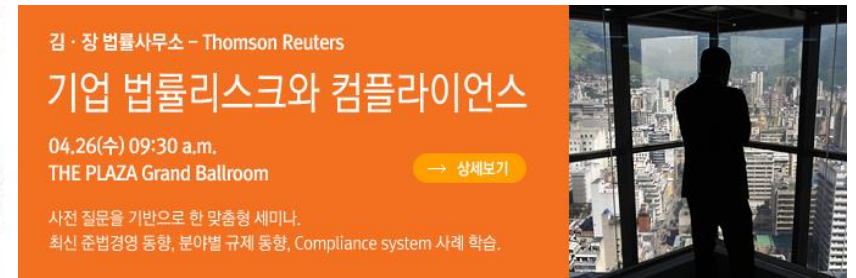 김 · 장 법률사무소 – Thomson Reuters
기업 법률리스크와 컴플라이언스
04.26(수) 09:30 a.m.
THE PLAZA Grand Ballroom
→ 상세보기
사전 질문을 기반으로 한 맞춤형 세미나.
최신 준법경영 동향, 분야별 규제 동향, Compliance system 사례 학습.